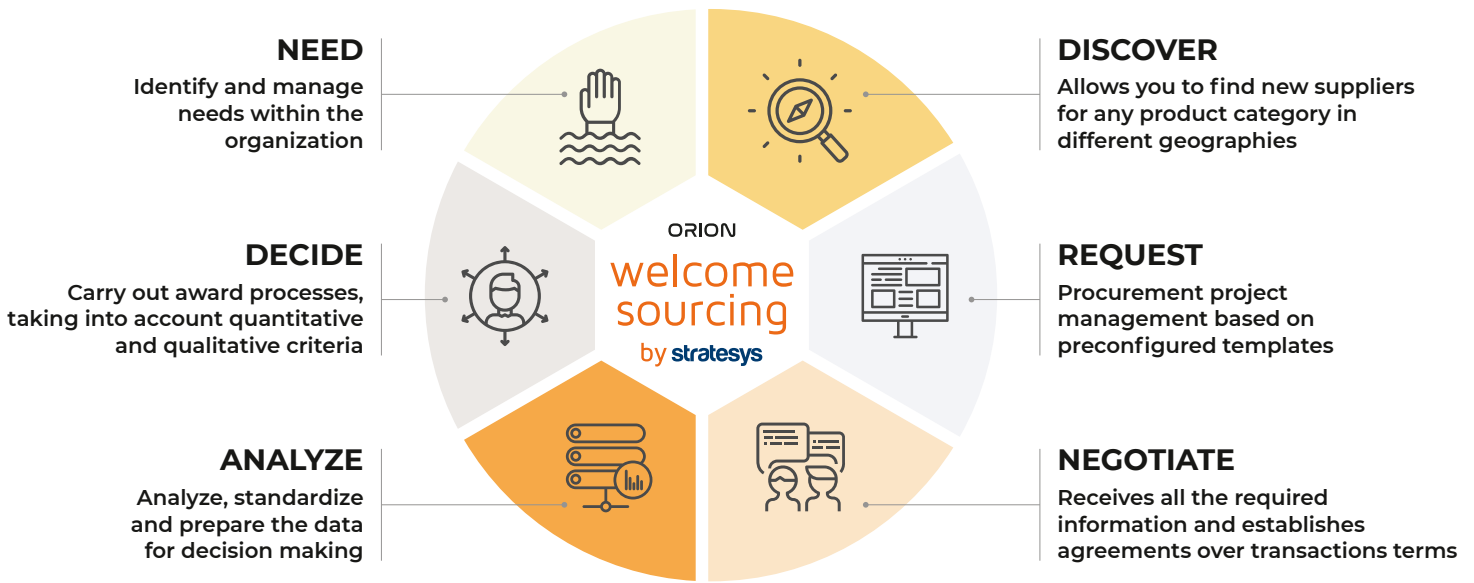 NEED
Identify and manage
needs within the
organization
DISCOVER
Allows you to find new suppliers
for any product category in
different geographies
DECIDE
Carry out award processes,
taking into account quantitative
and qualitative criteria
ORION
welcome
sourcing
by stratesys
REQUEST
Procurement project
management based on
preconfigured templates
ANALYZE
Analyze, standardize
and prepare the data
for decision making
NEGOTIATE
Receives all the required
information and establishes
agreements over transactions terms